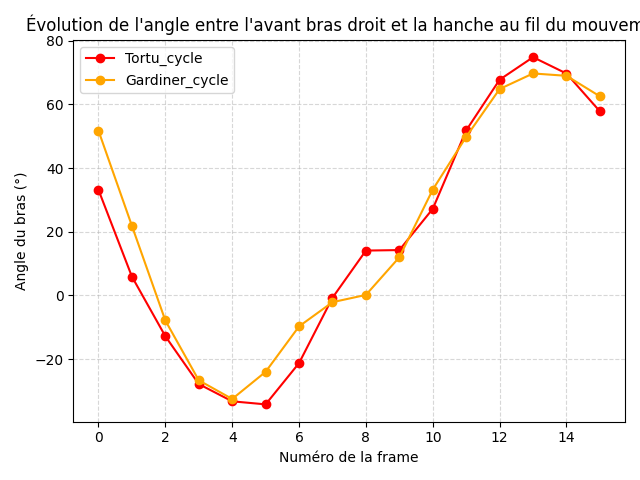 Évolution de l'angle entre l'avant bras droit et la hanche au fil du mouvem
Tortu_cycle
Gardiner_cycle
Angle du bras (°)
80
60
40
20
0
−20
0 2 4 6 8 10 12 14
Numéro de la frame